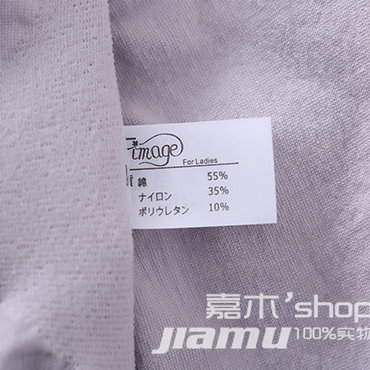 image
For Ladies
綿 55%
ナイロン 35%
ポリウレタン 10%
嘉木'shop
jiamu 100%实物